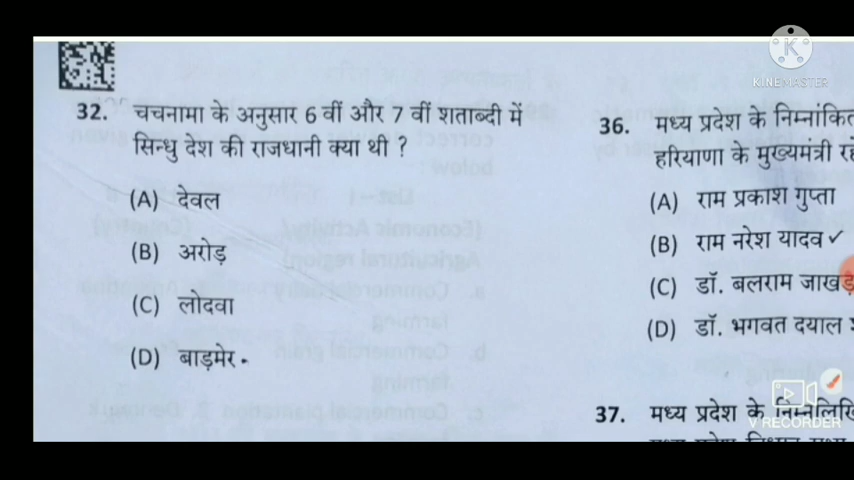 32. चचनामा के अनुसार 6 वीं और 7 वीं शताब्दी में
सिन्धु देश की राजधानी क्या थी ?
(A) देवल
(B) अरोड़
(C) लोदवा
(D) बाड़मेर
36. मध्य प्रदेश के निम्नांकित
हरियाणा के मुख्यमंत्री
(A) राम प्रकाश गुप्ता
(B) राम नरेश यादव ✓
(C) डॉ. बलराम जाखड़
(D) डॉ. भगवत दयाल
37. मध्य प्रदेश के
KINEMASTER
V RECORDER